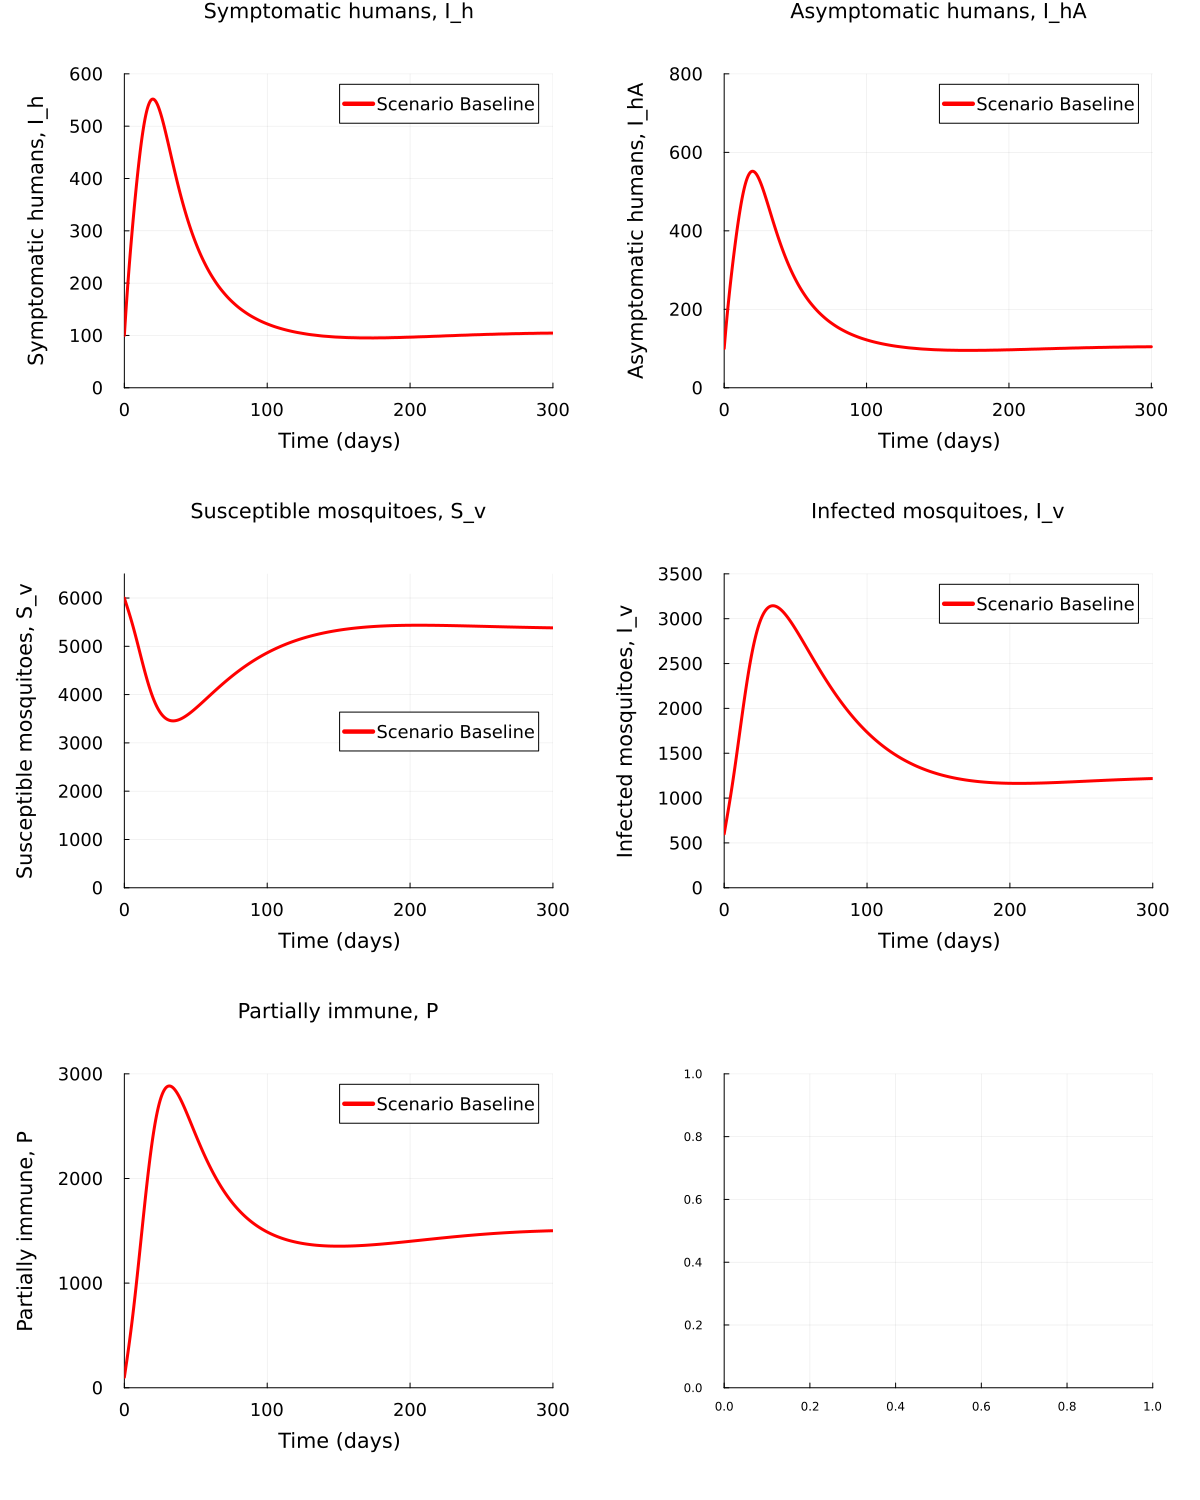 Symptomatic humans, I_h
Symptomatic humans, I_h
600
500
400
300
200
100
0
Scenario Baseline
0 100 200 300
Time (days)
Asymptomatic humans, I_hA
Asymptomatic humans, I_hA
800
600
400
200
0
Scenario Baseline
0 100 200 300
Time (days)
Susceptible mosquitoes, S_v
Susceptible mosquitoes, S_v
6000
5000
4000
3000
2000
1000
0
Scenario Baseline
0 100 200 300
Time (days)
Infected mosquitoes, I_v
Infected mosquitoes, I_v
3500
3000
2500
2000
1500
1000
500
0
Scenario Baseline
0 100 200 300
Time (days)
Partially immune, P
Partially immune, P
3000
2000
1000
0
Scenario Baseline
0 100 200 300
Time (days)
1.0
0.8
0.6
0.4
0.2
0.0
0.0 0.2 0.4 0.6 0.8 1.0